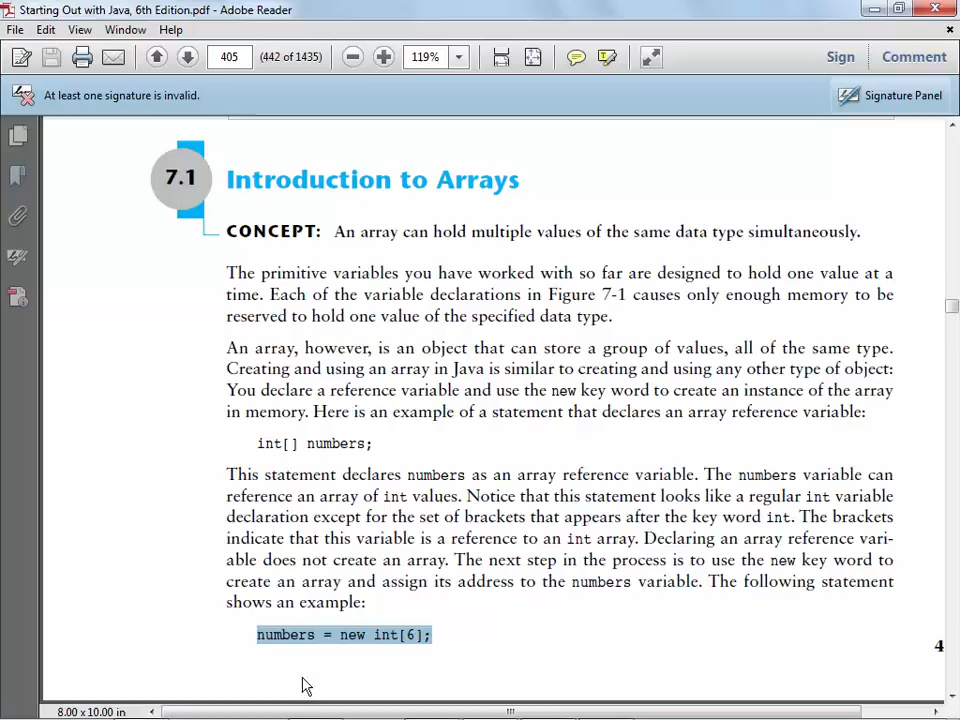 Starting Out with Java, 6th Edition.pdf - Adobe Reader
File Edit View Window Help
405 (442 of 1435) 119% Sign Comment
At least one signature is invalid. Signature Panel
7.1 Introduction to Arrays
CONCEPT: An array can hold multiple values of the same data type simultaneously.
The primitive variables you have worked with so far are designed to hold one value at a
time. Each of the variable declarations in Figure 7-1 causes only enough memory to be
reserved to hold one value of the specified data type.
An array, however, is an object that can store a group of values, all of the same type.
Creating and using an array in Java is similar to creating and using any other type of object:
You declare a reference variable and use the new key word to create an instance of the array
in memory. Here is an example of a statement that declares an array reference variable:
int[] numbers;
This statement declares numbers as an array reference variable. The numbers variable can
reference an array of int values. Notice that this statement looks like a regular int variable
declaration except for the set of brackets that appears after the key word int. The brackets
indicate that this variable is a reference to an int array. Declaring an array reference vari-
able does not create an array. The next step in the process is to use the new key word to
create an array and assign its address to the numbers variable. The following statement
shows an example:
numbers = new int[6];
4
8.00 x 10.00 in